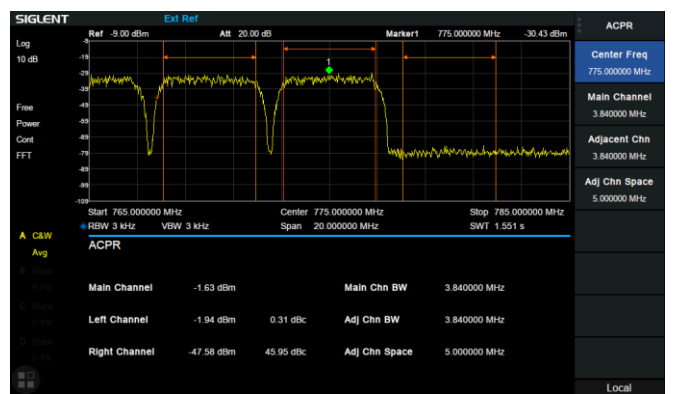 SIGLENT Ext Ref
Ref -9.00 dBm Att 20.00 dB Marker1 775.000000 MHz -30.43 dBm
Log
10 dB
Free
Power
Cont
FFT
-9
-19
-29
-39
-49
-59
-69
-79
-89
-99
-109
1
Start 765.000000 MHz Center 775.000000 MHz Stop 785.000000 MHz
RBW 3 kHz VBW 3 kHz Span 20.000000 MHz SWT 1.551 s
A C&W
Avg
B Blank
P-PK
C Blank
P-PK
D Blank
P-PK
ACPR
Main Channel -1.63 dBm Main Chn BW 3.840000 MHz
Left Channel -1.94 dBm 0.31 dBc Adj Chn BW 3.840000 MHz
Right Channel -47.58 dBm 45.95 dBc Adj Chn Space 5.000000 MHz
ACPR
Center Freq
775.000000 MHz
Main Channel
3.840000 MHz
Adjacent Chn
3.840000 MHz
Adj Chn Space
5.000000 MHz
Local